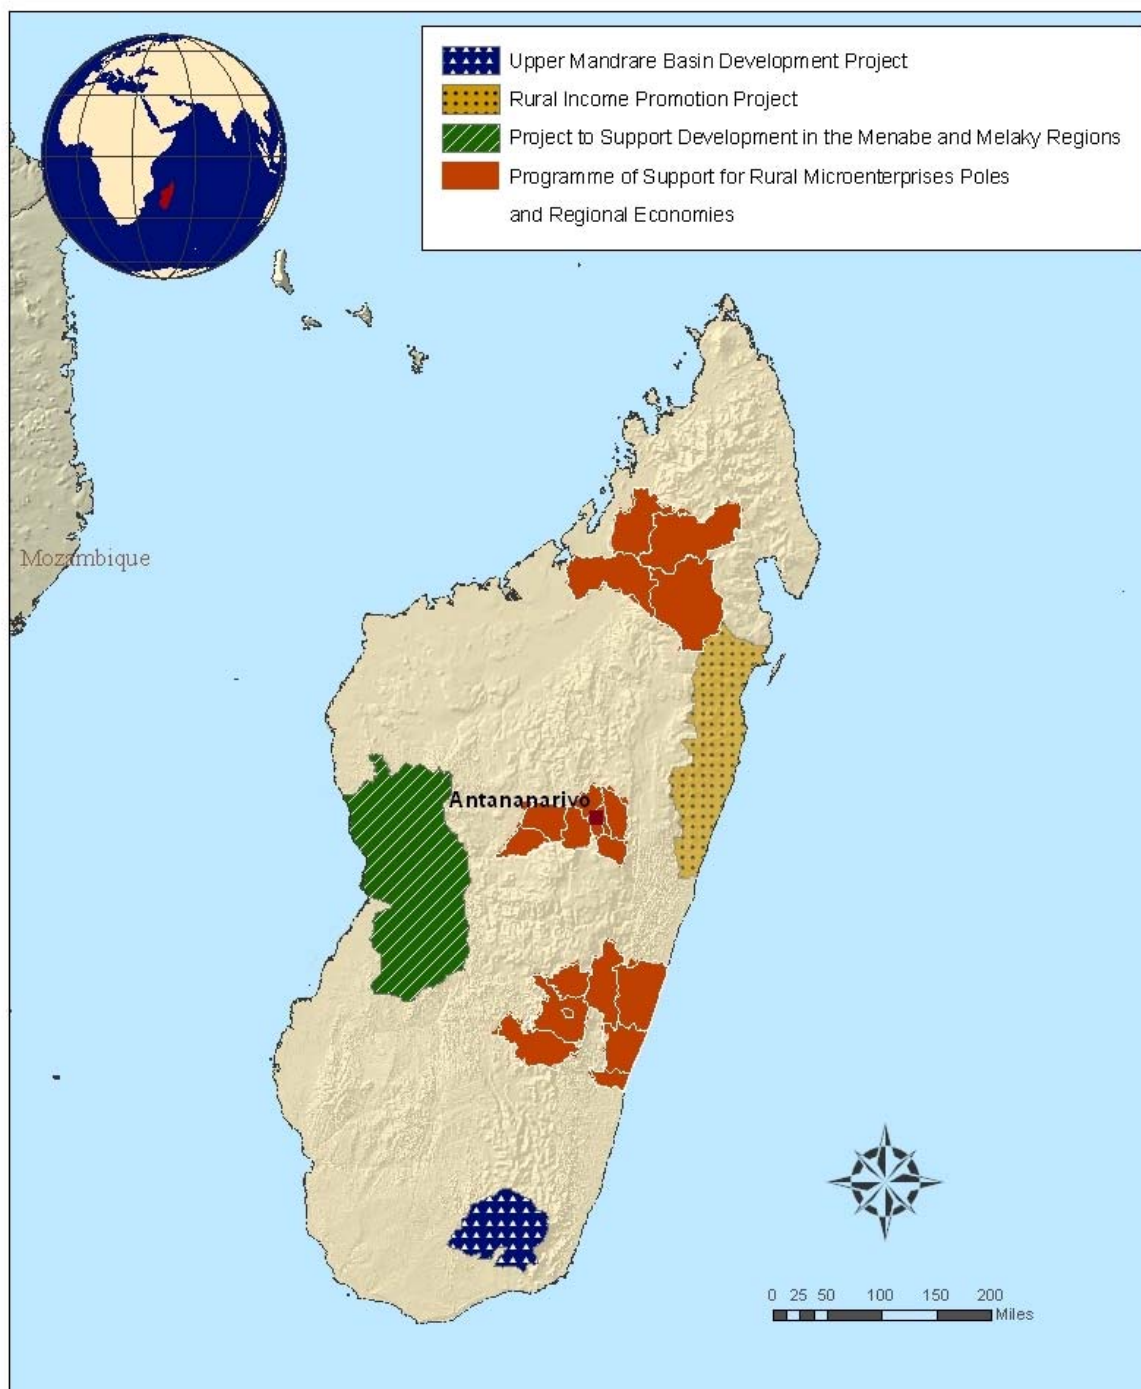 Upper Mandrare Basin Development Project
Rural Income Promotion Project
Project to Support Development in the Menabe and Melaky Regions
Programme of Support for Rural Microenterprises Poles
and Regional Economies
Mozambique
Antananarivo
0 25 50 100 150 200
Miles